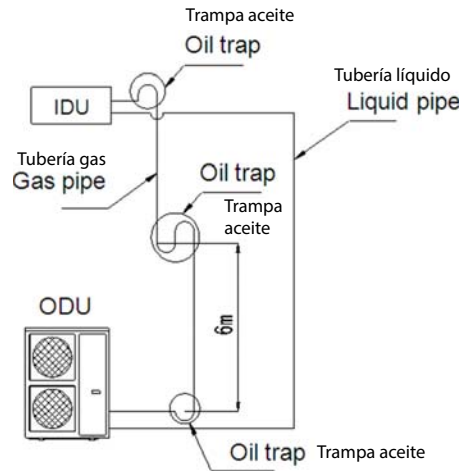 Trampa aceite
Oil trap
IDU
Tubería líquido
Liquid pipe
Tubería gas
Gas pipe
Oil trap
Trampa
aceite
6m
ODU
Oil trap Trampa aceite